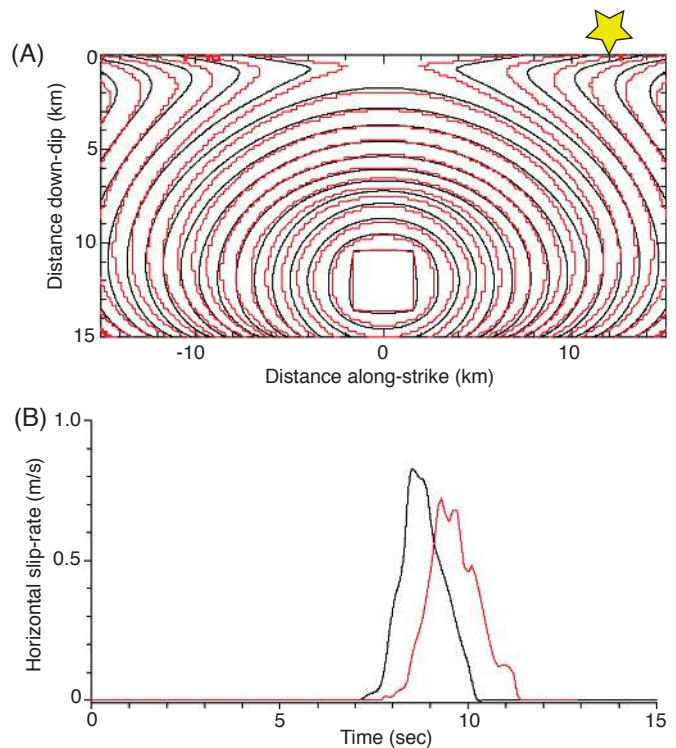 (A)
0
5
10
15
Distance down-dip (km)
-10
0
10
Distance along-strike (km)
(B)
1.0
0.5
0
Horizontal slip-rate (m/s)
0
5
10
15
Time (sec)